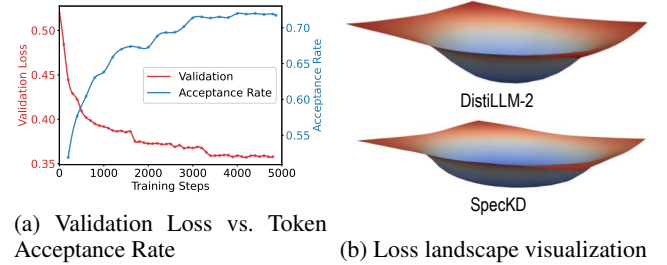 0.50
0.45
0.40
0.35
Validation Loss
0.70
0.65
0.60
0.55
Acceptance Rate
Validation
Acceptance Rate
0 1000 2000 3000 4000 5000
Training Steps
(a) Validation Loss vs. Token
Acceptance Rate
DistiLLM-2
SpecKD
(b) Loss landscape visualization